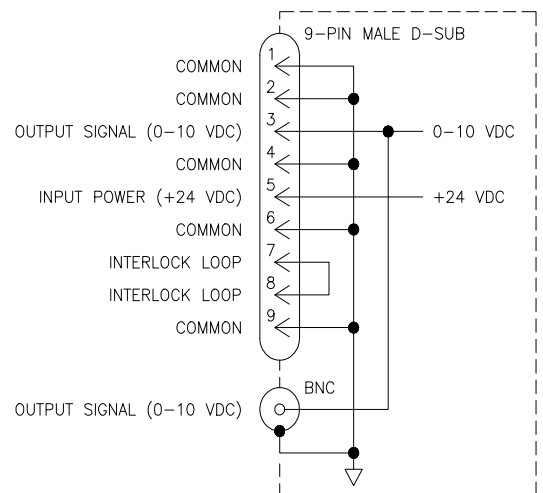 9-PIN MALE D-SUB
COMMON 1
COMMON 2
OUTPUT SIGNAL (0-10 VDC) 3 0-10 VDC
COMMON 4
INPUT POWER (+24 VDC) 5 +24 VDC
COMMON 6
INTERLOCK LOOP 7
INTERLOCK LOOP 8
COMMON 9
BNC
OUTPUT SIGNAL (0-10 VDC)